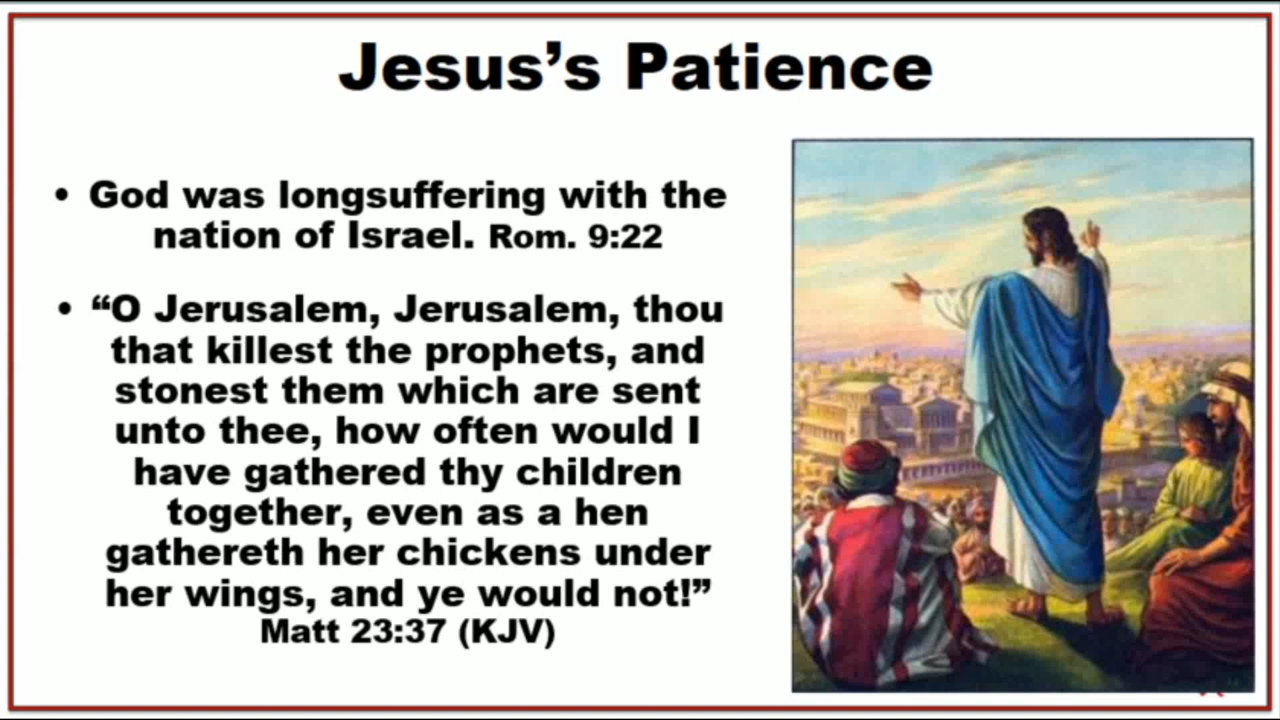 Jesus’s Patience
• God was longsuffering with the
nation of Israel. Rom. 9:22
• “O Jerusalem, Jerusalem, thou
that killest the prophets, and
stonest them which are sent
unto thee, how often would I
have gathered thy children
together, even as a hen
gathereth her chickens under
her wings, and ye would not!”
Matt 23:37 (KJV)